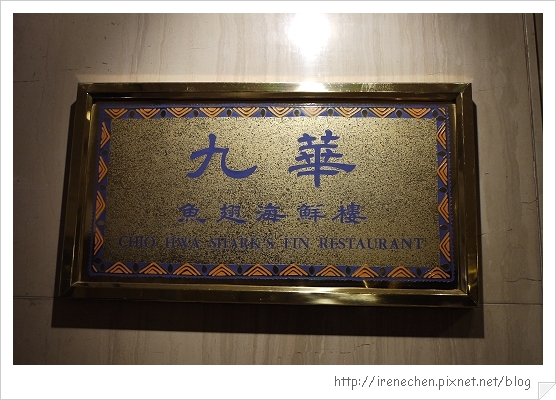 九華
魚翅海鮮樓
CHIO HWA SHARK'S FIN RESTAURANT
http://irenechen.pixnet.net/blog